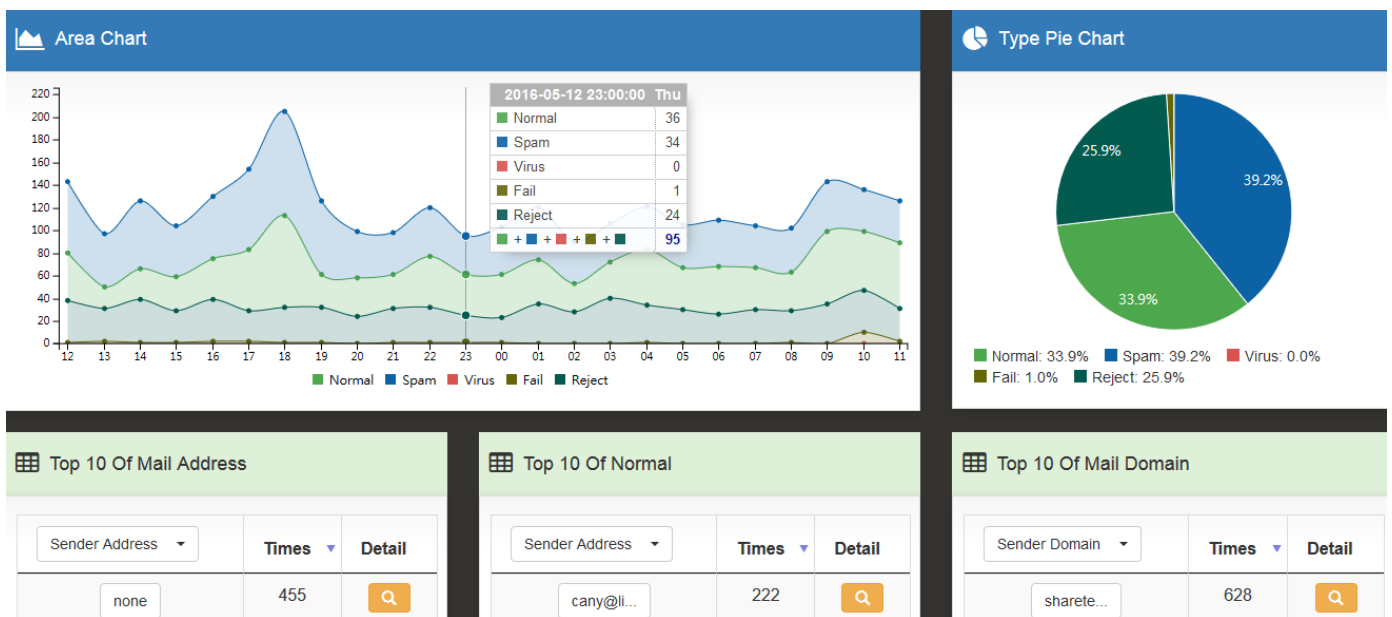 Area Chart
220
200
180
160
140
120
100
80
60
40
20
0
12 13 14 15 16 17 18 19 20 21 22 23 00 01 02 03 04 05 06 07 08 09 10 11
Normal Spam Virus Fail Reject
2016-05-12 23:00:00 Thu
Normal 36
Spam 34
Virus 0
Fail 1
Reject 24
+ + + + 95
Type Pie Chart
25.9%
39.2%
33.9%
Normal: 33.9% Spam: 39.2% Virus: 0.0%
Fail: 1.0% Reject: 25.9%
Top 10 Of Mail Address
Sender Address Times Detail
none 455
Top 10 Of Normal
Sender Address Times Detail
cany@li... 222
Top 10 Of Mail Domain
Sender Domain Times Detail
sharete... 628